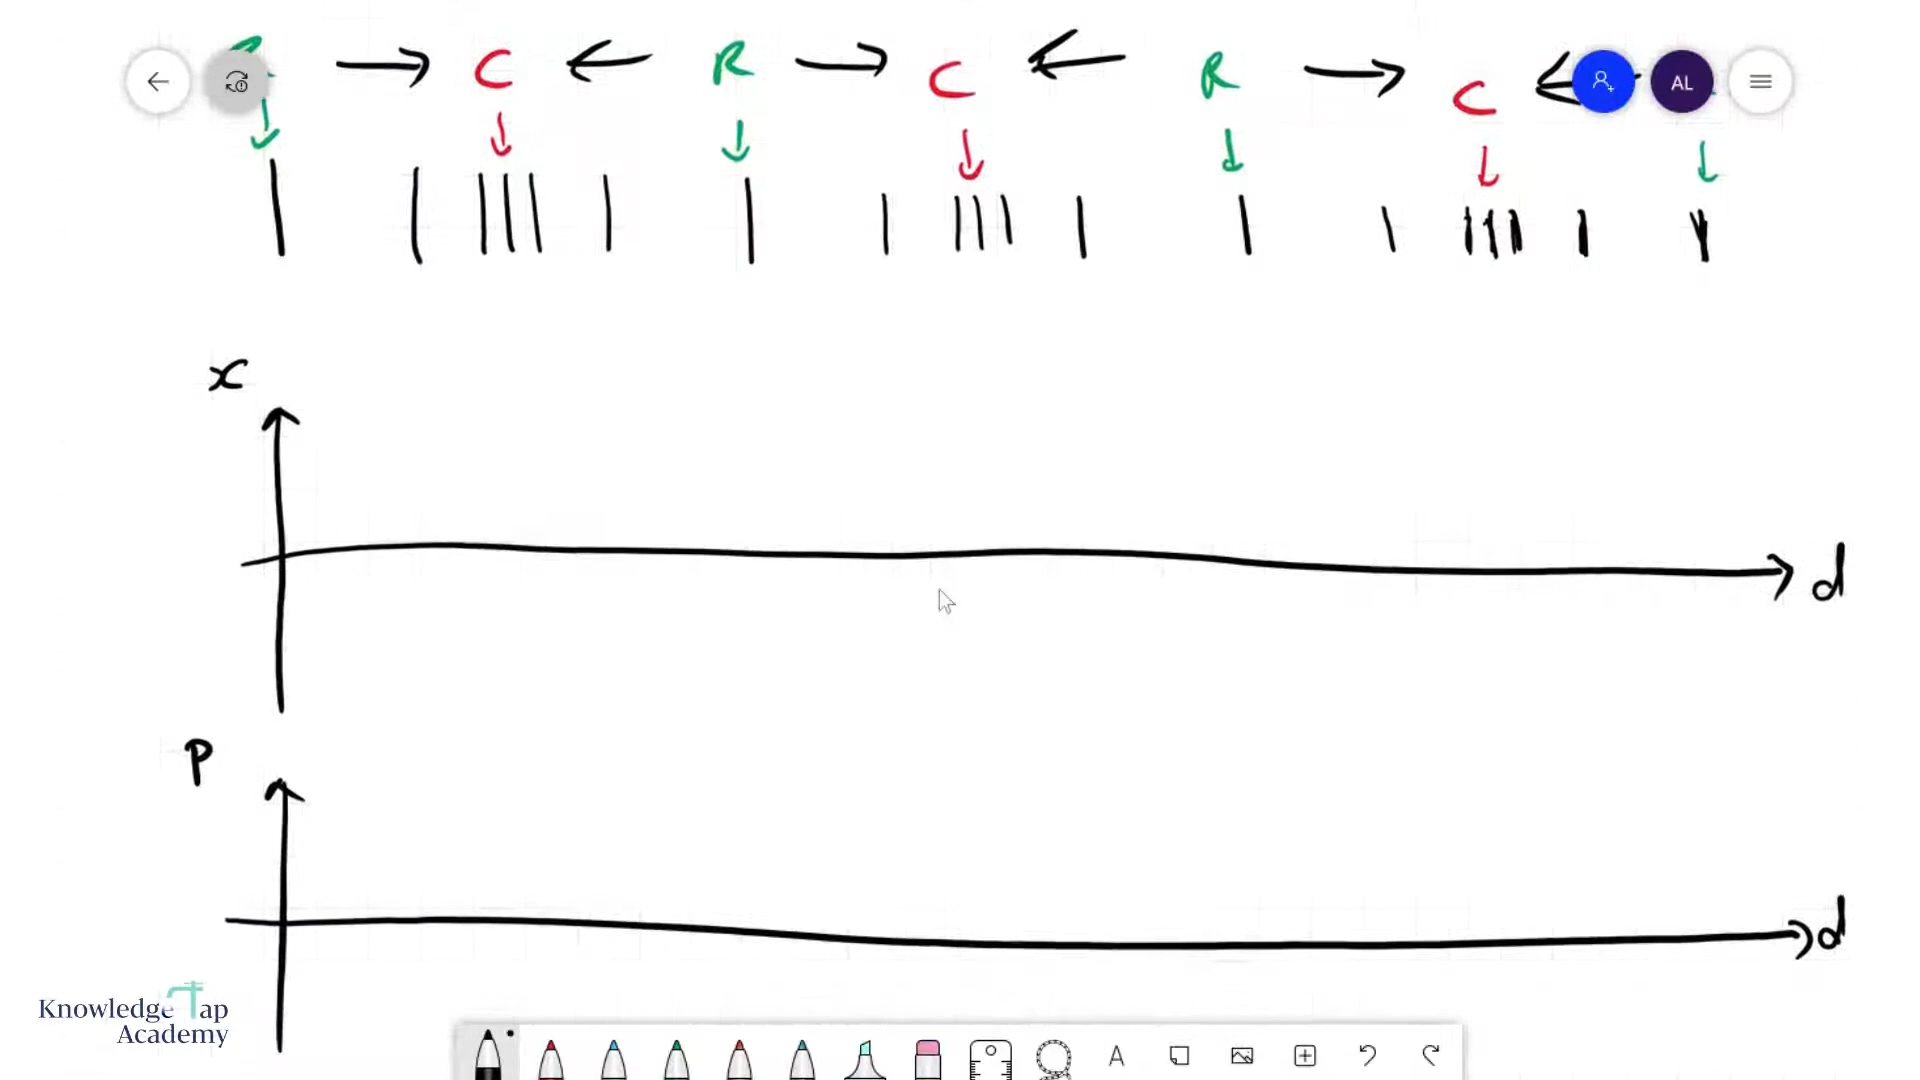 R → C ← R → C ← R → C ←
AL
x
d
P
d
Knowledge Tap
Academy
A